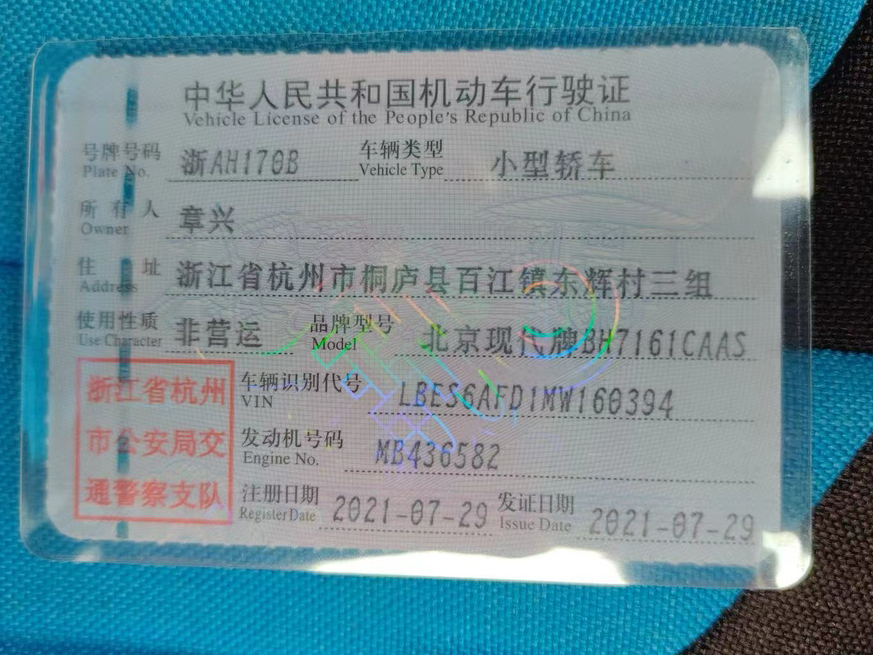 中华人民共和国机动车行驶证
Vehicle License of the People's Republic of China
号牌号码 浙AH170B 车辆类型 小型轿车
Plate No. Vehicle Type
所有人 章兴
Owner
住址 浙江省杭州市桐庐县百江镇东辉村三组
Address
使用性质 非营运 品牌型号 北京现代牌BH7161CAAS
Use Character Model
浙江省杭州 车辆识别代号 LBES6AFD1MW160394
VIN
市公安局交 发动机号码 MB436582
Engine No.
通警察支队 注册日期 2021-07-29 发证日期 2021-07-29
Register Date Issue Date